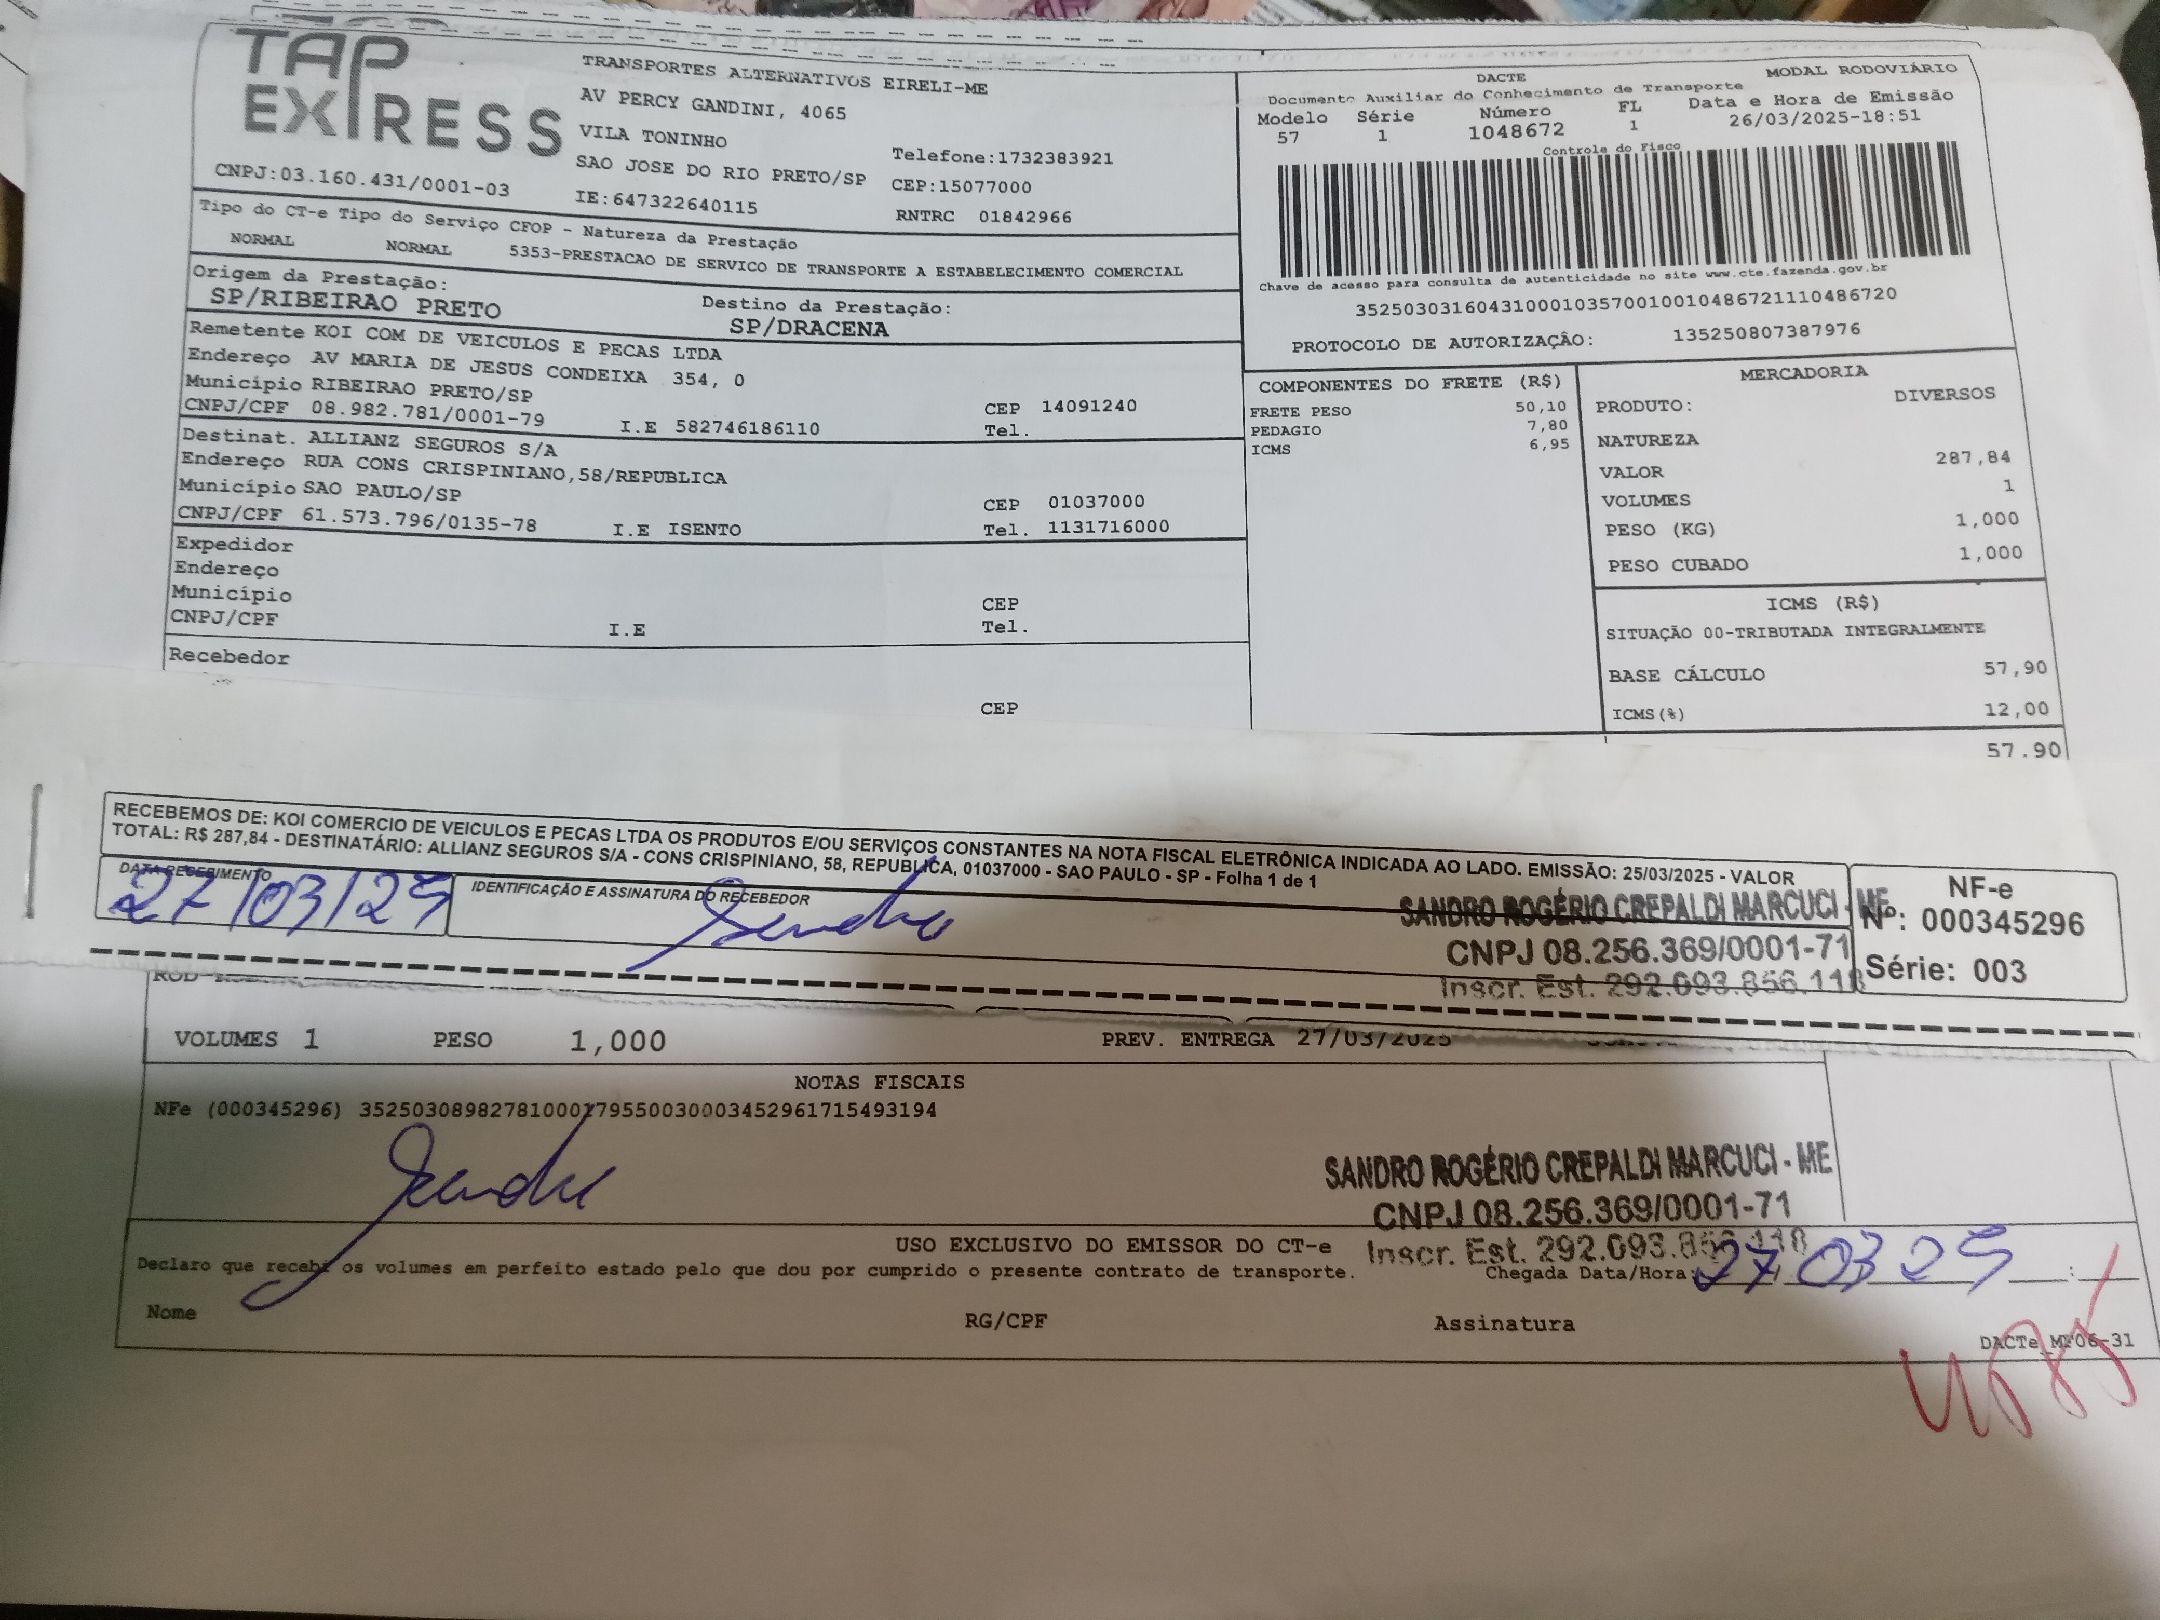 TAP
EXPRESS
TRANSPORTES ALTERNATIVOS EIRELI-ME
AV PERCY GANDINI, 4065
VILA TONINHO
SAO JOSE DO RIO PRETO/SP
Telefone:1732383921
CEP:15077000
CNPJ:03.160.431/0001-03
IE:647322640115
RNTRC 01842966
DACTE
MODAL RODOVIÁRIO
Documento Auxiliar do Conhecimento de Transporte
Modelo Série Número FL Data e Hora de Emissão
57 1 1048672 1 26/03/2025-18:51
Controle do Fisco
Chave de acesso para consulta de autenticidade no site www.cte.fazenda.gov.br
35250303160431000103570010010486721110486720
PROTOCOLO DE AUTORIZAÇÃO: 135250807387976
Tipo do CT-e Tipo do Serviço CFOP - Natureza da Prestação
NORMAL NORMAL 5353-PRESTACAO DE SERVICO DE TRANSPORTE A ESTABELECIMENTO COMERCIAL
Origem da Prestação:
SP/RIBEIRAO PRETO
Destino da Prestação:
SP/DRACENA
Remetente KOI COM DE VEICULOS E PECAS LTDA
Endereço AV MARIA DE JESUS CONDEIXA 354, 0
Município RIBEIRAO PRETO/SP CEP 14091240
CNPJ/CPF 08.982.781/0001-79 I.E 582746186110 Tel.
Destinat. ALLIANZ SEGUROS S/A
Endereço RUA CONS CRISPINIANO,58/REPUBLICA
Município SAO PAULO/SP CEP 01037000
CNPJ/CPF 61.573.796/0135-78 I.E ISENTO Tel. 1131716000
Expedidor
Endereço
Município CEP
CNPJ/CPF I.E Tel.
Recebedor
CEP
COMPONENTES DO FRETE (R$)
FRETE PESO 50,10
PEDAGIO 7,80
ICMS 6,95
MERCADORIA
PRODUTO: DIVERSOS
NATUREZA
VALOR 287,84
VOLUMES 1
PESO (KG) 1,000
PESO CUBADO 1,000
ICMS (R$)
SITUAÇÃO 00-TRIBUTADA INTEGRALMENTE
BASE CÁLCULO 57,90
ICMS(%) 12,00
57.90
RECEBEMOS DE: KOI COMERCIO DE VEICULOS E PECAS LTDA OS PRODUTOS E/OU SERVIÇOS CONSTANTES NA NOTA FISCAL ELETRÔNICA INDICADA AO LADO. EMISSÃO: 25/03/2025 - VALOR
TOTAL: R$ 287,84 - DESTINATÁRIO: ALLIANZ SEGUROS S/A - CONS CRISPINIANO, 58, REPUBLICA, 01037000 - SAO PAULO - SP - Folha 1 de 1
DATA RECEBIMENTO
27/03/25
IDENTIFICAÇÃO E ASSINATURA DO RECEBEDOR
SANDRO ROGÉRIO CREPALDI MARCUCI - ME
CNPJ 08.256.369/0001-71
Inscr. Est. 292.093.856.118
NF-e
Nº: 000345296
Série: 003
VOLUMES 1 PESO 1,000 PREV. ENTREGA 27/03/2025
NOTAS FISCAIS
NFe (000345296) 35250308982781000179550030003452961715493194
SANDRO ROGÉRIO CREPALDI MARCUCI - ME
CNPJ 08.256.369/0001-71
Inscr. Est. 292.093.856.118
USO EXCLUSIVO DO EMISSOR DO CT-e
Declaro que recebi os volumes em perfeito estado pelo que dou por cumprido o presente contrato de transporte.
Chegada Data/Hora: 27 03 25
Nome RG/CPF Assinatura
DACTe_MP06-31